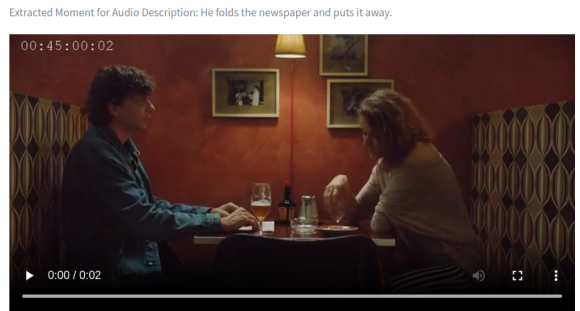 Extracted Moment for Audio Description: He folds the newspaper and puts it away.
00:45:00:02
0:00 / 0:02